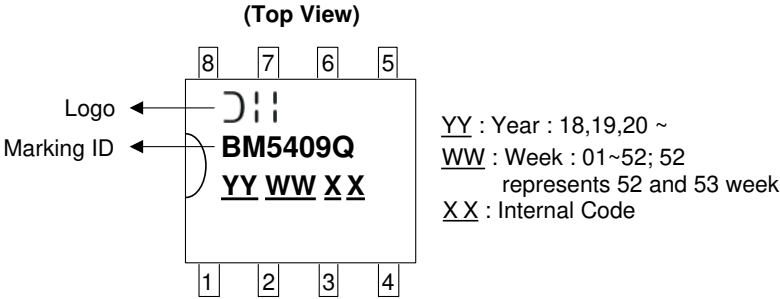 (Top View)
8 7 6 5
Logo
Marking ID
BM5409Q
YY WW X X
1 2 3 4
YY : Year : 18,19,20 ~
WW : Week : 01~52; 52
represents 52 and 53 week
X X : Internal Code